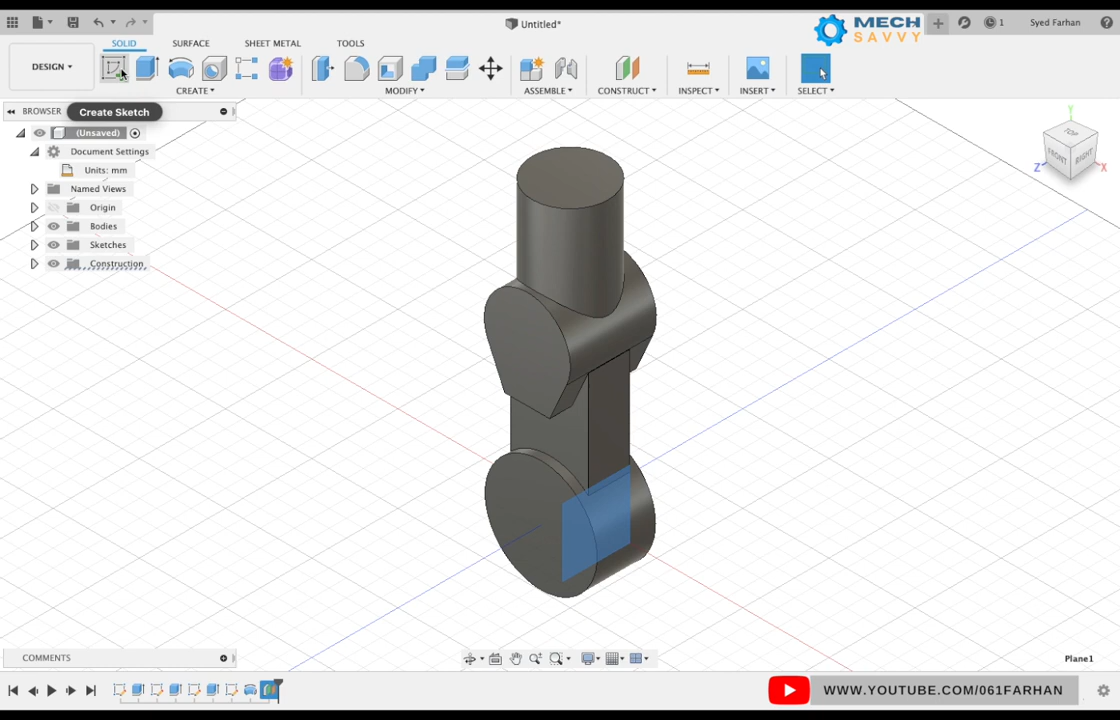 Untitled*
MECH
SAVVY
1
Syed Farhan
DESIGN
SOLID
SURFACE
SHEET METAL
TOOLS
CREATE
MODIFY
ASSEMBLE
CONSTRUCT
INSPECT
INSERT
SELECT
BROWSER
Create Sketch
(Unsaved)
Document Settings
Units: mm
Named Views
Origin
Bodies
Sketches
Construction
Y
TOP
FRONT
RIGHT
Z
X
COMMENTS
Plane1
WWW.YOUTUBE.COM/061FARHAN